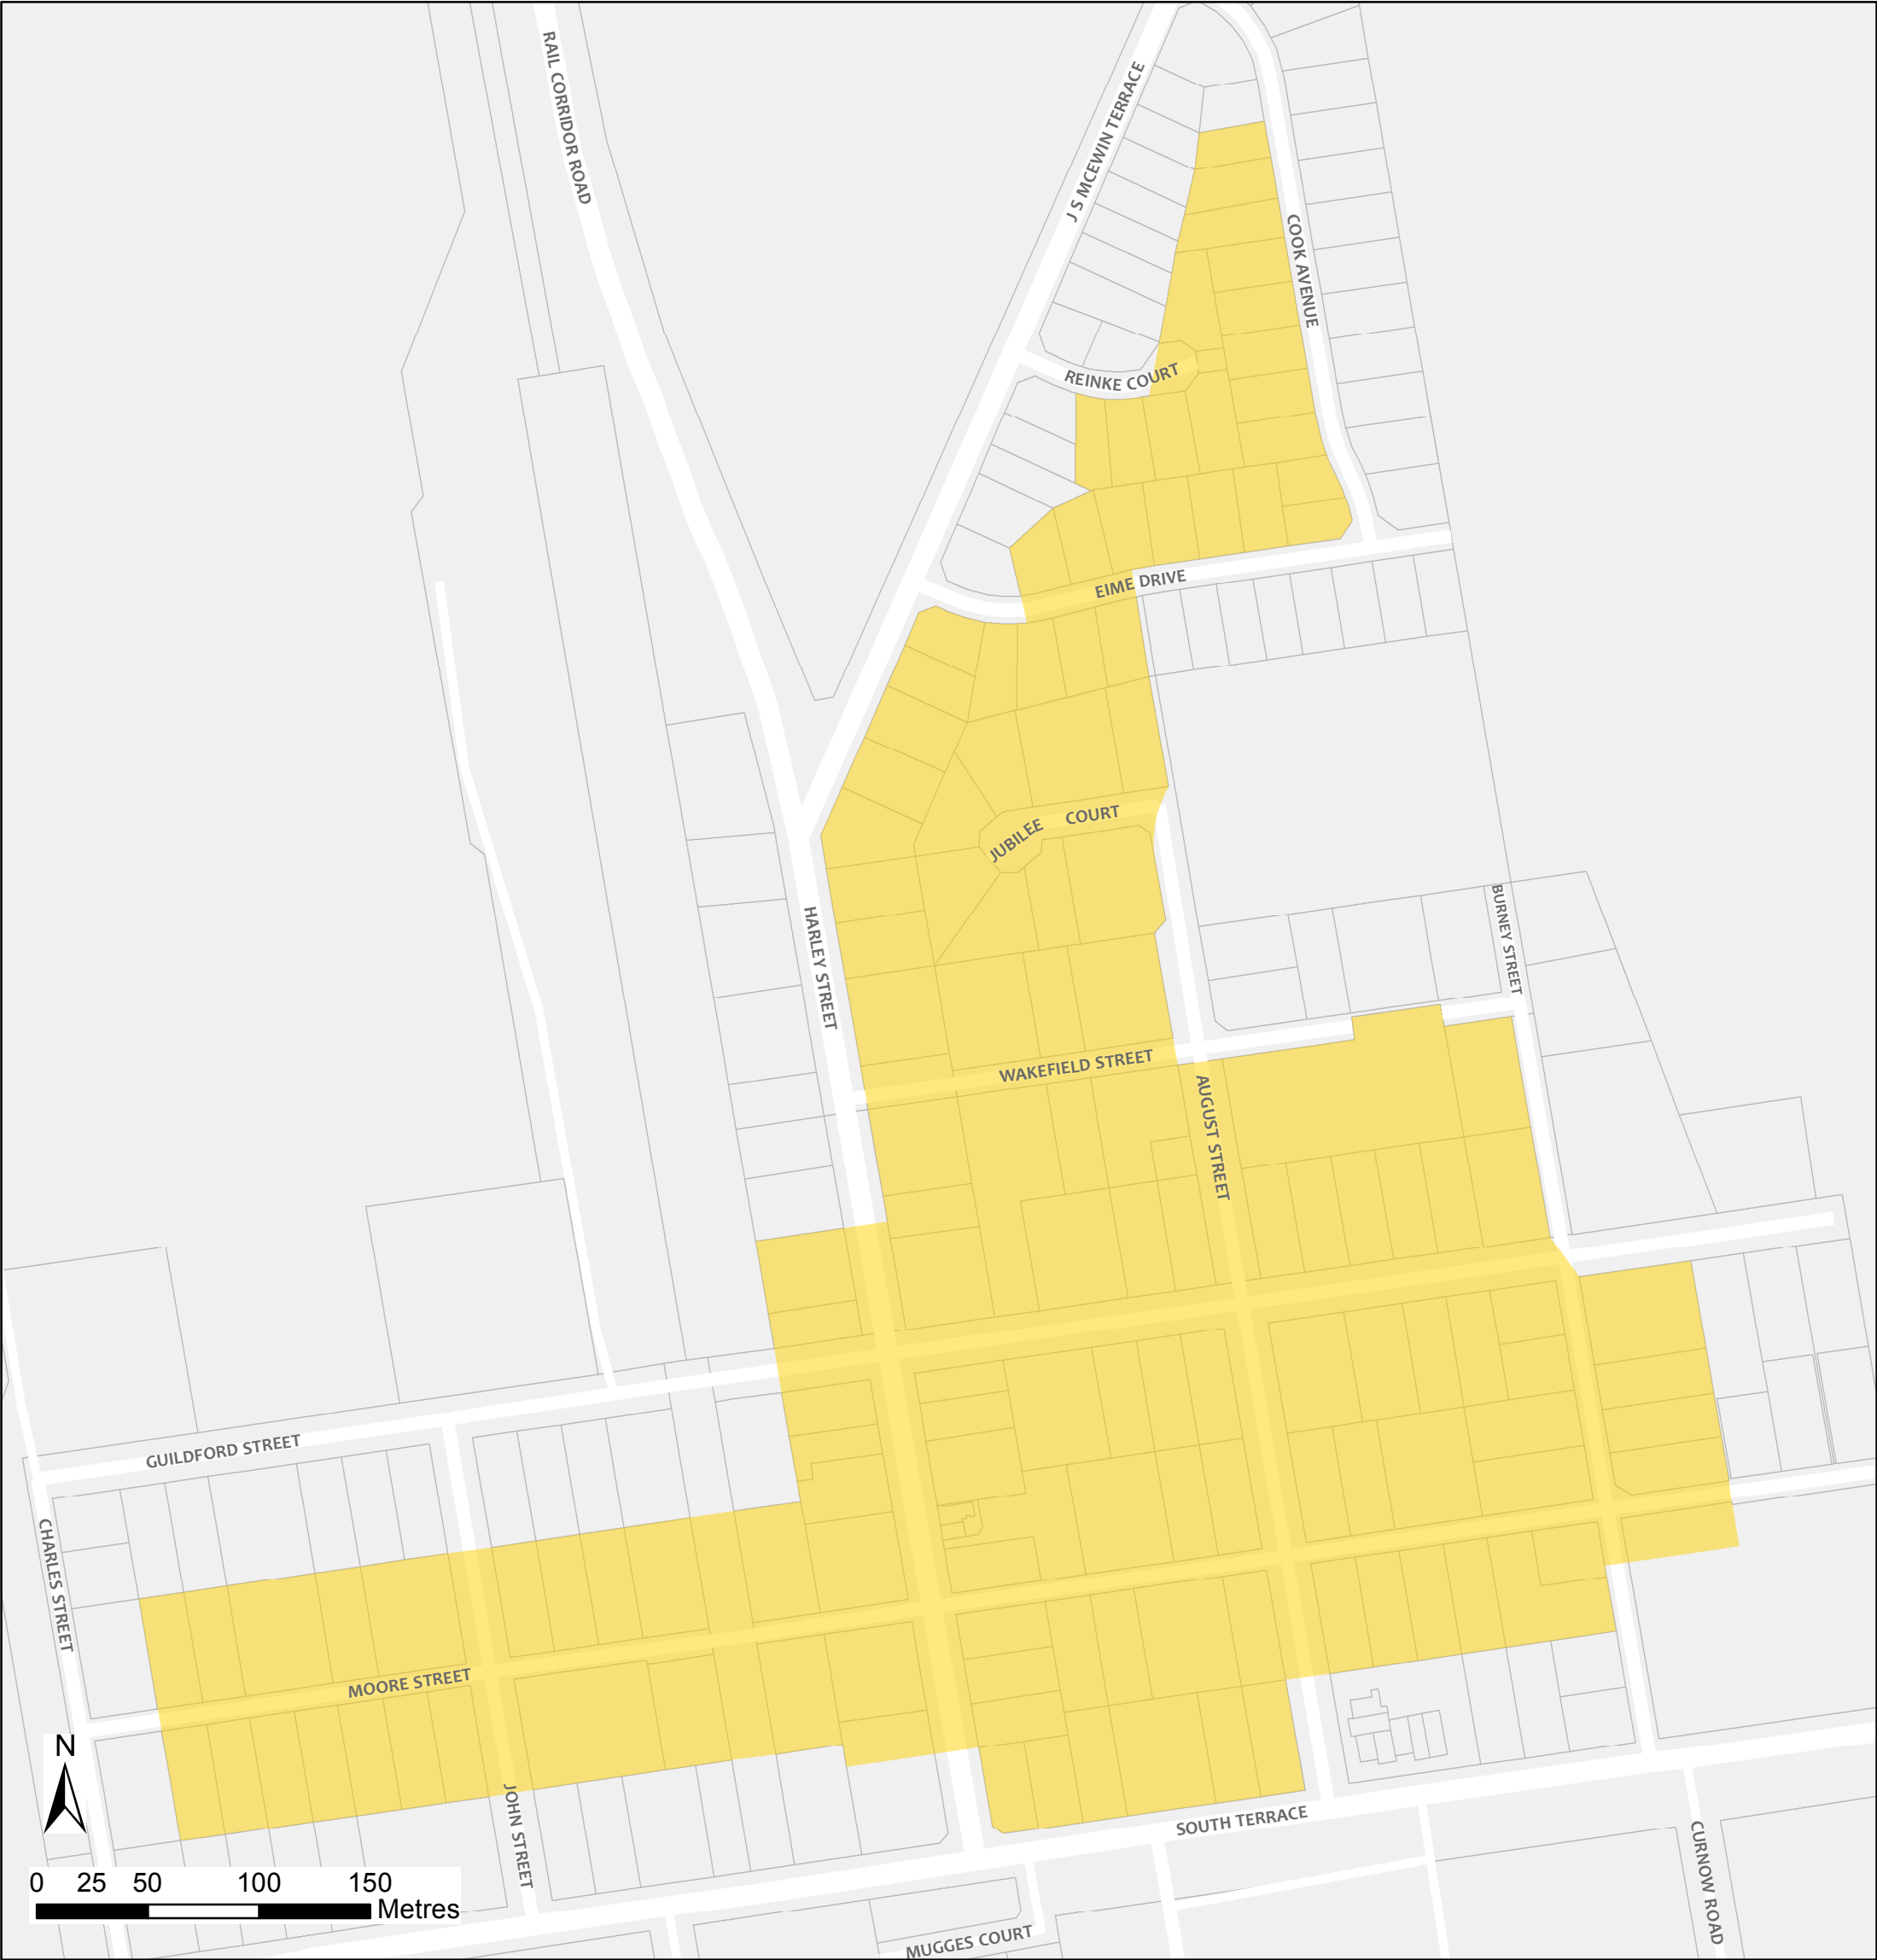 RAIL CORRIDOR ROAD
J S MCEWIN TERRACE
COOK AVENUE
REINKE COURT
EIME DRIVE
JUBILEE COURT
BURNEY STREET
HARLEY STREET
WAKEFIELD STREET
AUGUST STREET
GUILDFORD STREET
CHARLES STREET
MOORE STREET
N
JOHN STREET
SOUTH TERRACE
CURNOW ROAD
0 25 50 100 150
Metres
MUGGES COURT